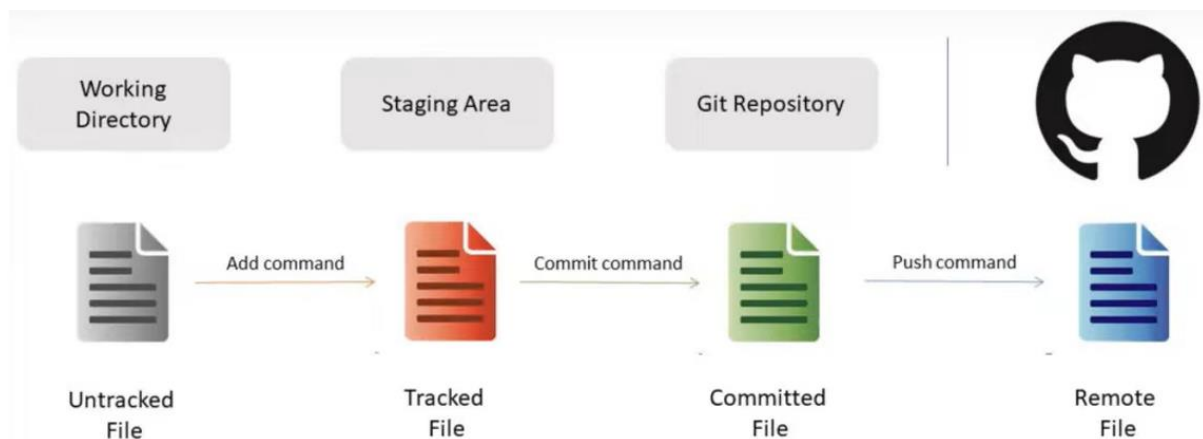 Working
Directory
Staging Area
Git Repository
Add command
Commit command
Push command
Untracked
File
Tracked
File
Committed
File
Remote
File